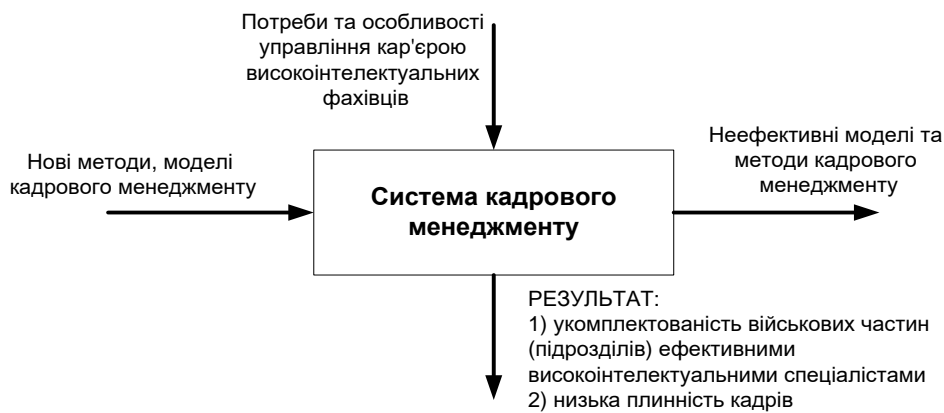 Потреби та особливості
управління кар'єрою
високоінтелектуальних
фахівців
Нові методи, моделі
кадрового менеджменту
Система кадрового
менеджменту
Неефективні моделі та
методи кадрового
менеджменту
РЕЗУЛЬТАТ:
1) укомплектованість військових частин
(підрозділів) ефективними
високоінтелектуальними спеціалістами
2) низька плинність кадрів